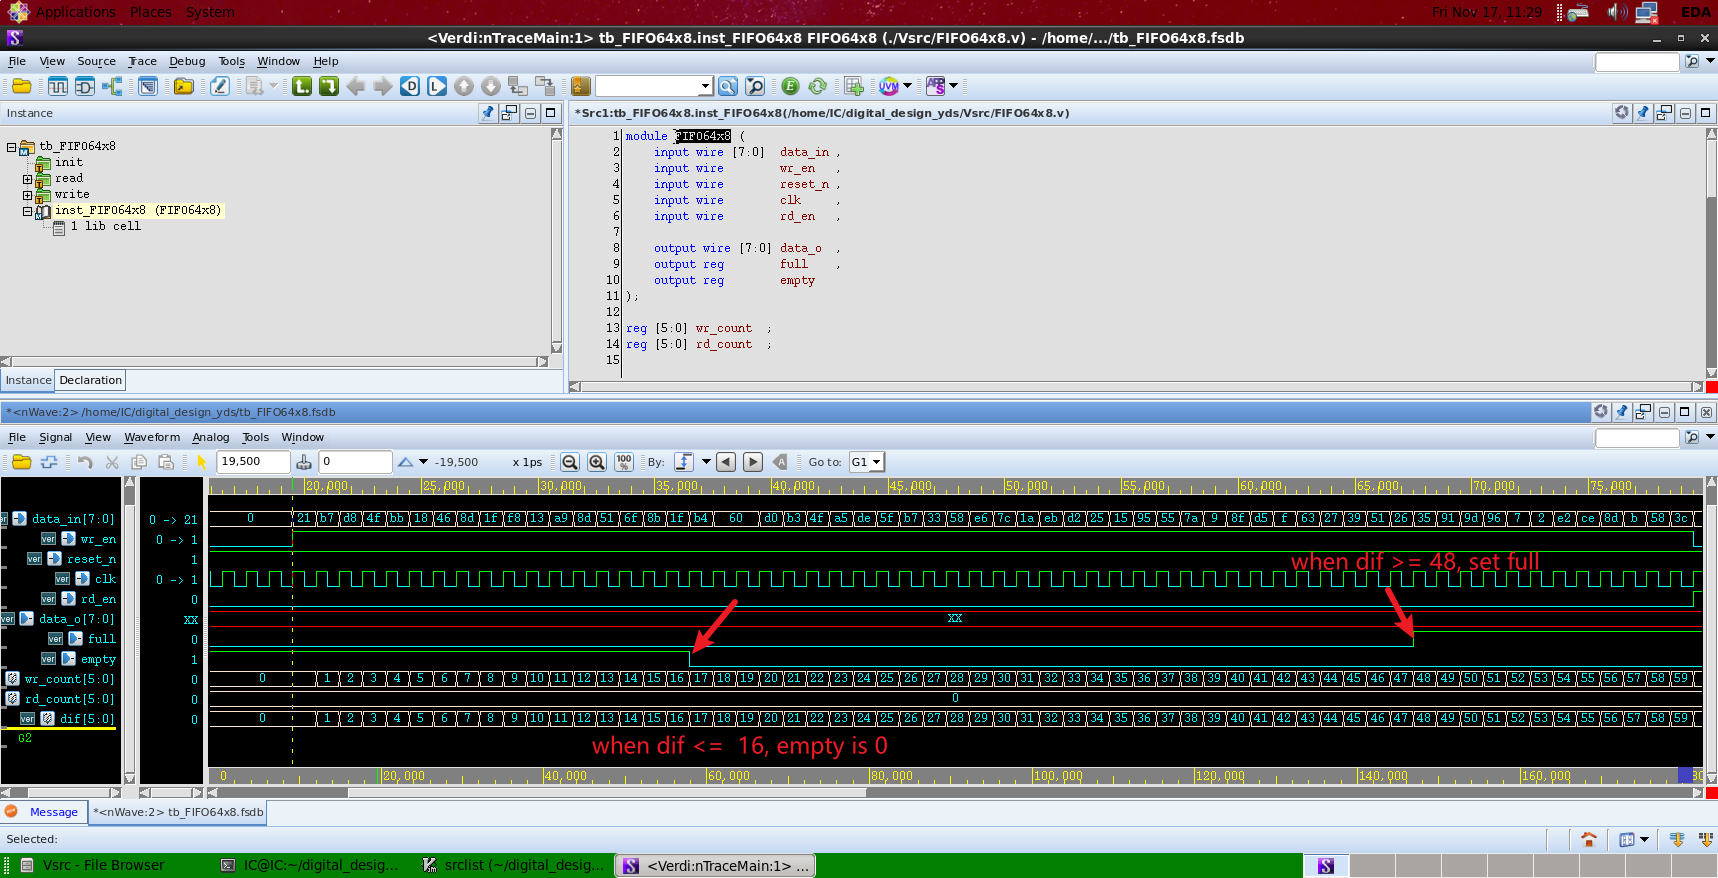 Applications Places System
Fri Nov 17, 11:29
EDA
<Verdi:nTraceMain:1> tb_FIFO64x8.inst_FIFO64x8 FIFO64x8 (./Vsrc/FIFO64x8.v) - /home/.../tb_FIFO64x8.fsdb
File View Source Trace Debug Tools Window Help
Instance
tb_FIFO64x8
init
read
write
inst_FIFO64x8 (FIFO64x8)
1 lib cell
Instance Declaration
*Src1:tb_FIFO64x8.inst_FIFO64x8(/home/IC/digital_design_yds/Vsrc/FIFO64x8.v)
1 module FIFO64x8 (
2 input wire [7:0] data_in ,
3 input wire wr_en ,
4 input wire reset_n ,
5 input wire clk ,
6 input wire rd_en ,
7
8 output wire [7:0] data_o ,
9 output reg full ,
10 output reg empty
11 );
12
13 reg [5:0] wr_count ;
14 reg [5:0] rd_count ;
15
*<nWave:2> /home/IC/digital_design_yds/tb_FIFO64x8.fsdb
File Signal View Waveform Analog Tools Window
19,500 0 -19,500 x 1ps 100% By: Go to: G1
20,000 25,000 30,000 35,000 40,000 45,000 50,000 55,000 60,000 65,000 70,000 75,000
data_in[7:0] 0 -> 21 0 21 b7 d8 4f bb 18 46 8d 1f f8 13 a9 8d 51 6f 8b 1f b4 60 d0 b3 4f a5 de 5f b7 33 58 e6 7c 1a eb d2 25 15 95 55 7a 9 8f d5 f 63 27 39 51 26 35 91 9d 96 7 2 e2 ce 8d b 58 3c
wr_en 0 -> 1
reset_n 1
when dif >= 48, set full
clk 0 -> 1
rd_en 0
data_o[7:0] XX XX
full 0
empty 1
wr_count[5:0] 0 0 1 2 3 4 5 6 7 8 9 10 11 12 13 14 15 16 17 18 19 20 21 22 23 24 25 26 27 28 29 30 31 32 33 34 35 36 37 38 39 40 41 42 43 44 45 46 47 48 49 50 51 52 53 54 55 56 57 58 59
rd_count[5:0] 0 0
dif[5:0] 0 0 1 2 3 4 5 6 7 8 9 10 11 12 13 14 15 16 17 18 19 20 21 22 23 24 25 26 27 28 29 30 31 32 33 34 35 36 37 38 39 40 41 42 43 44 45 46 47 48 49 50 51 52 53 54 55 56 57 58 59
G2
when dif <= 16, empty is 0
0 20,000 40,000 60,000 80,000 100,000 120,000 140,000 160,000
Message *<nWave:2> tb_FIFO64x8.fsdb
Selected:
Vsrc - File Browser IC@IC:~/digital_desig... srclist (~/digital_desig... <Verdi:nTraceMain:1> ...